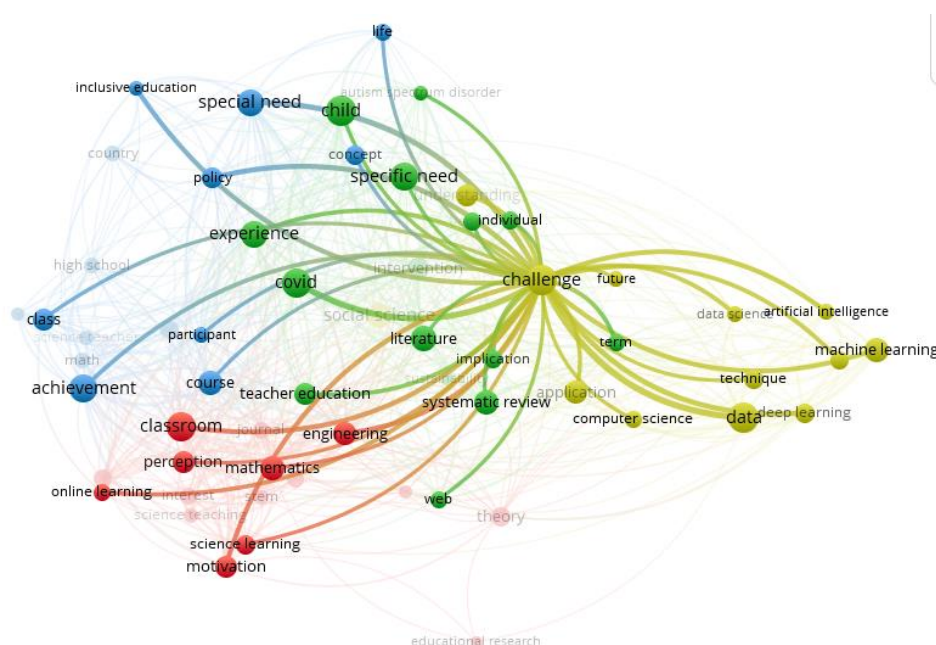 life
inclusive education
autism spectrum disorder
special need
child
country
concept
policy
specific need
understanding
individual
experience
high school
intervention
challenge
future
covid
social science
data science
artificial intelligence
class
science teacher
participant
literature
term
machine learning
math
implication
achievement
course
sustainability
technique
teacher education
systematic review
application
classroom
journal
engineering
computer science
data
deep learning
perception
mathematics
online learning
interest
stem
web
science teaching
theory
science learning
motivation
educational research